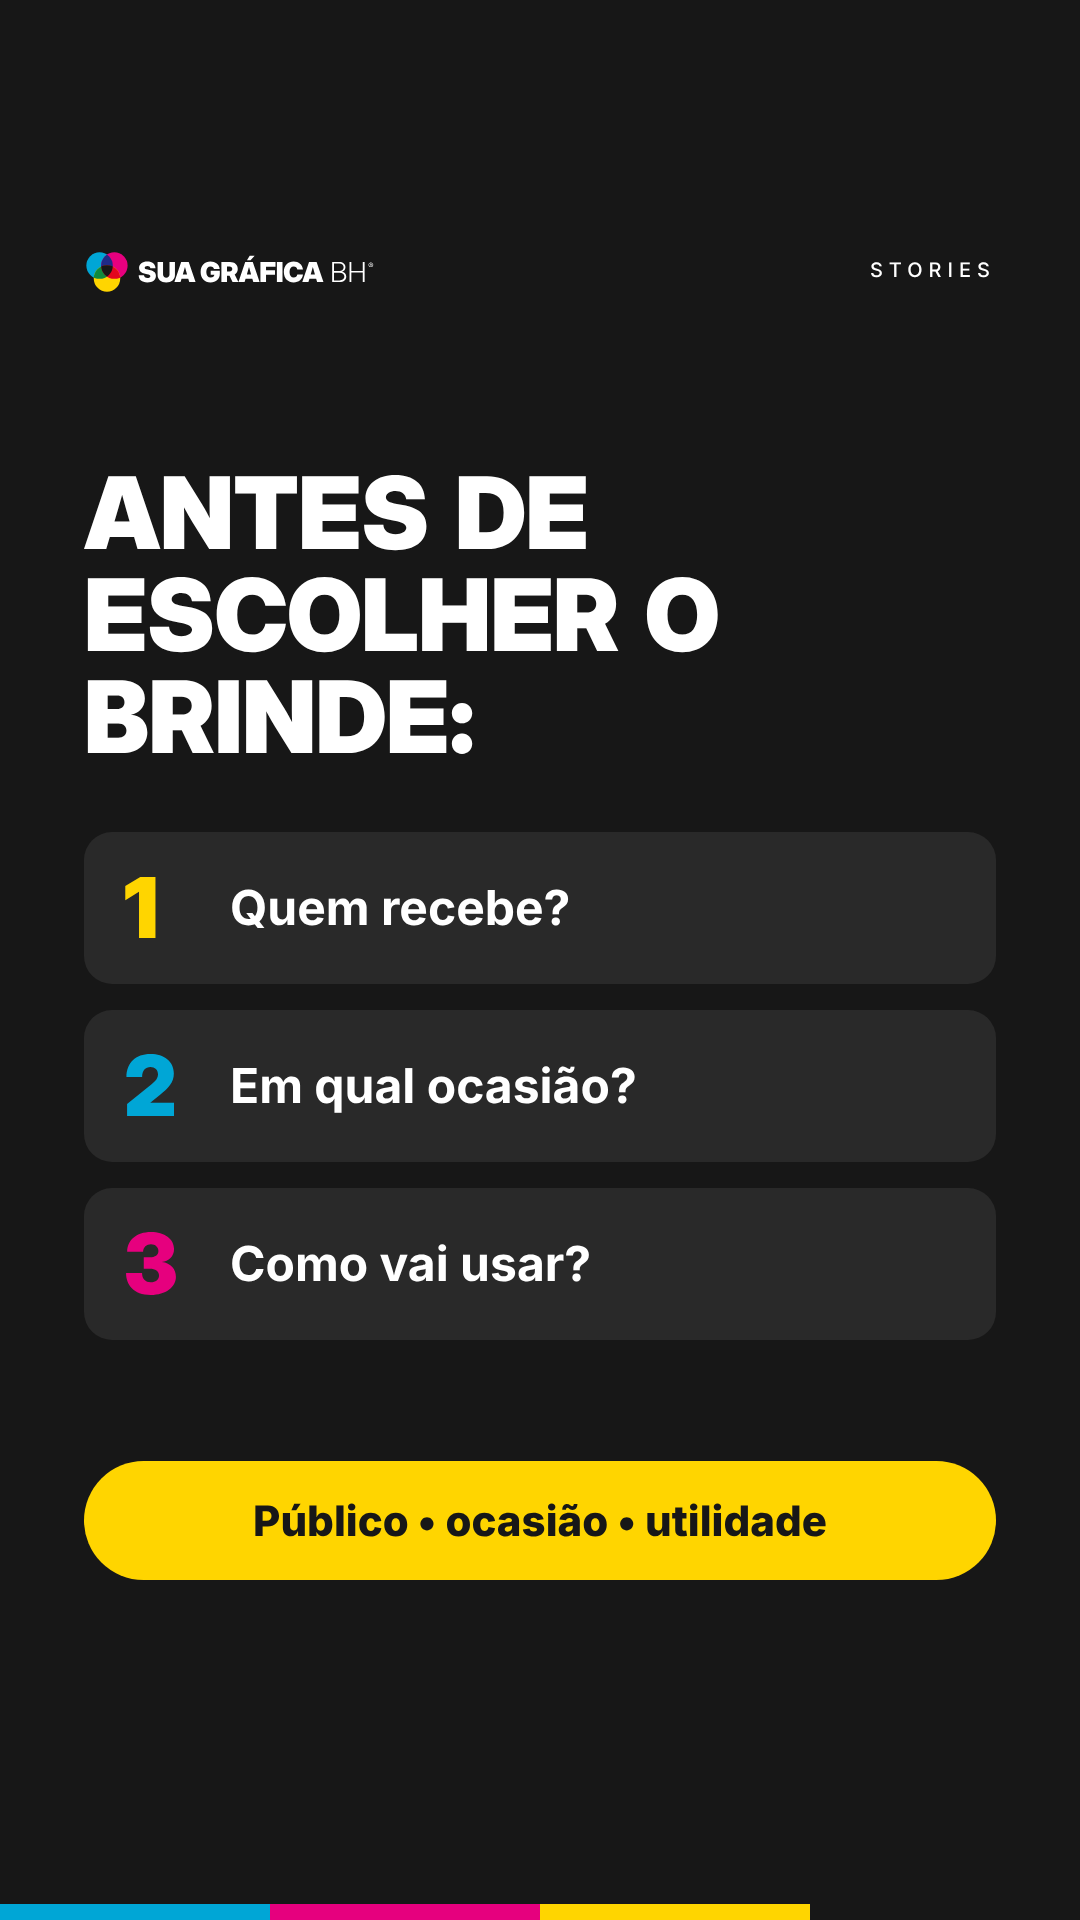 SUA GRÁFICA BH®
STORIES
ANTES DE
ESCOLHER O
BRINDE:
1 Quem recebe?
2 Em qual ocasião?
3 Como vai usar?
Público • ocasião • utilidade